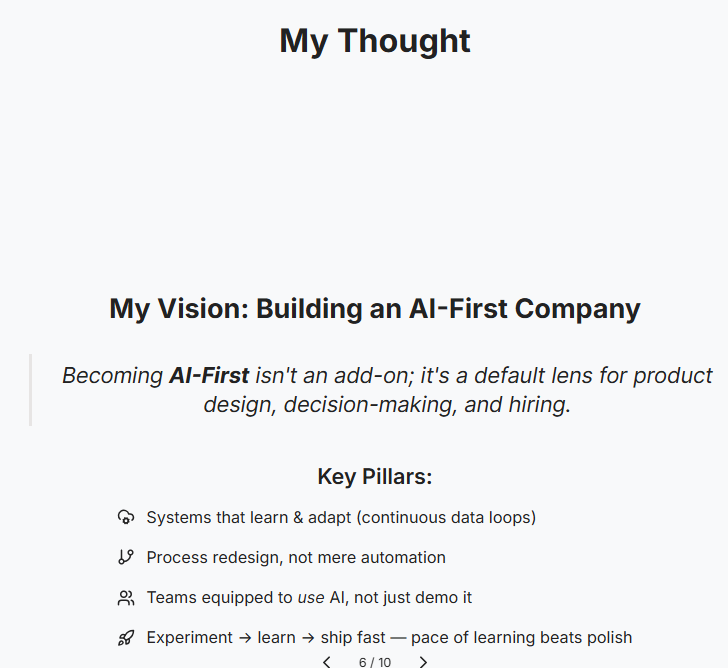 My Thought
My Vision: Building an AI-First Company
Becoming AI-First isn't an add-on; it's a default lens for product
design, decision-making, and hiring.
Key Pillars:
Systems that learn & adapt (continuous data loops)
Process redesign, not mere automation
Teams equipped to use AI, not just demo it
Experiment → learn → ship fast — pace of learning beats polish
6 / 10